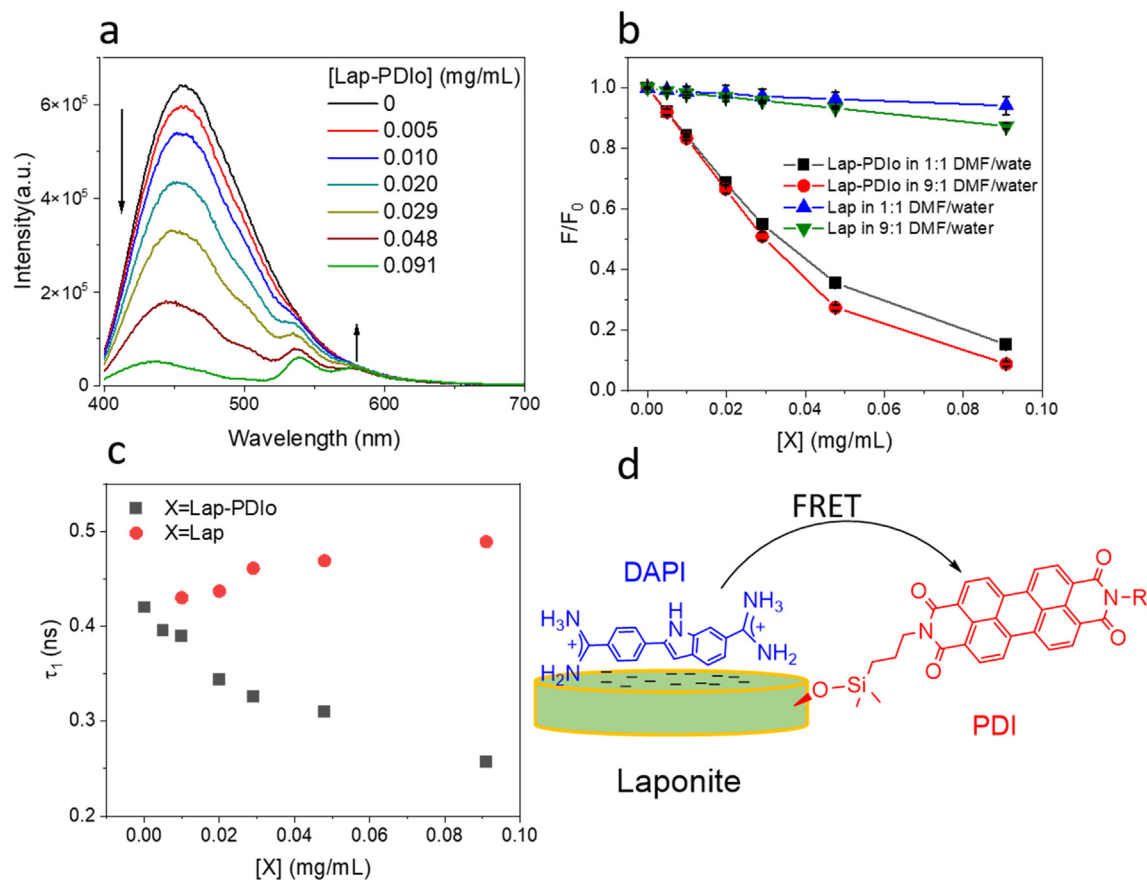 a
[Lap-PDIo] (mg/mL)
0
0.005
0.010
0.020
0.029
0.048
0.091
6×10⁵
4×10⁵
2×10⁵
0
Intensity(a.u.)
400
500
600
700
Wavelength (nm)
b
1.0
0.8
0.6
0.4
0.2
0.0
F/F₀
Lap-PDIo in 1:1 DMF/wate
Lap-PDIo in 9:1 DMF/water
Lap in 1:1 DMF/water
Lap in 9:1 DMF/water
0.00
0.02
0.04
0.06
0.08
0.10
[X] (mg/mL)
c
X=Lap-PDIo
X=Lap
0.5
0.4
0.3
0.2
τ₁ (ns)
0.00
0.02
0.04
0.06
0.08
0.10
[X] (mg/mL)
d
FRET
DAPI
H₃N
+
H₂N
H
N
NH₃
+
NH₂
O
O
N
N-R
O
O
O
Si
PDI
Laponite